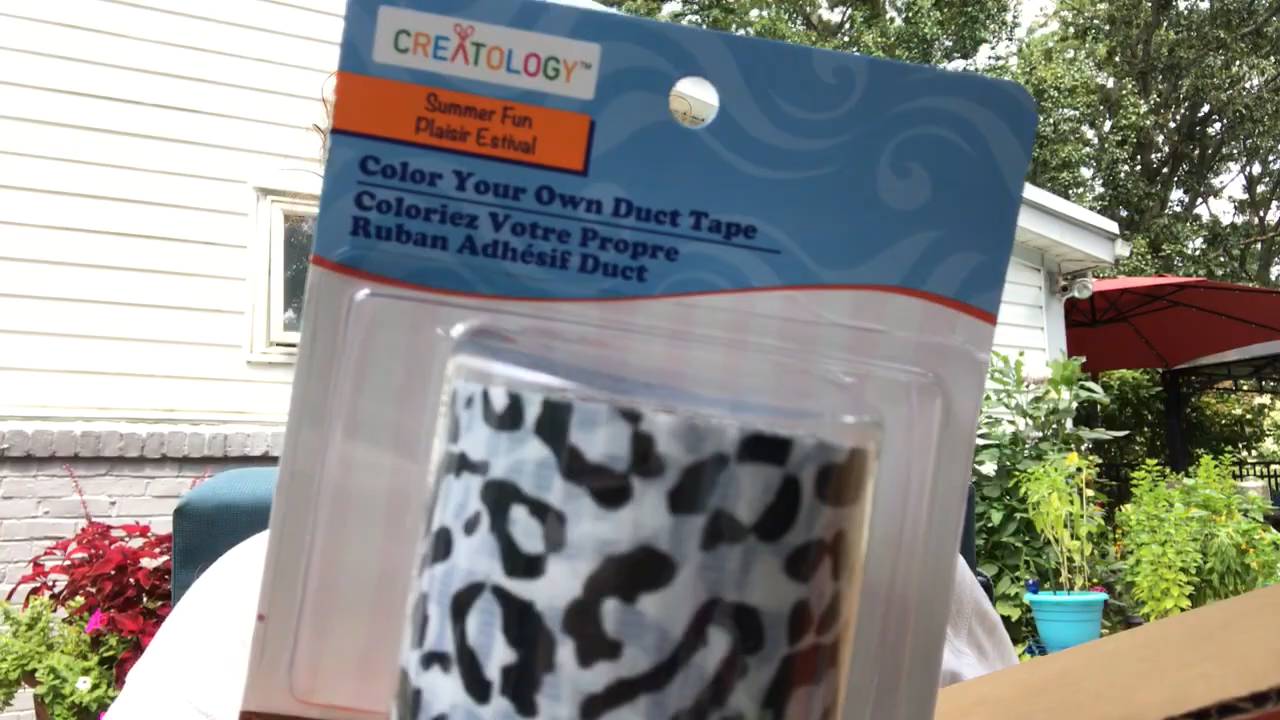 CREATOLOGY™
Summer Fun
Plaisir Estival
Color Your Own Duct Tape
Coloriez Votre Propre
Ruban Adhésif Duct